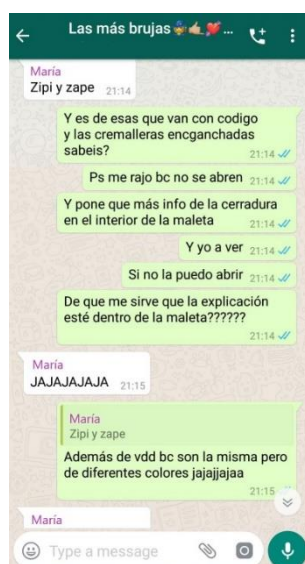 Las más brujas 🧙‍♀️🤙💘...
María
Zipi y zape 21:14
Y es de esas que van con codigo
y las cremalleras encganchadas
sabeis?
21:14
Ps me rajo bc no se abren 21:14
Y pone que más info de la cerradura
en el interior de la maleta 21:14
Y yo a ver 21:14
Si no la puedo abrir 21:14
De que me sirve que la explicación
esté dentro de la maleta??????
21:14
María
JAJAJAJAJA 21:15
María
Zipi y zape
Además de vdd bc son la misma pero
de diferentes colores jajajjajaa
21:15
María
Type a message